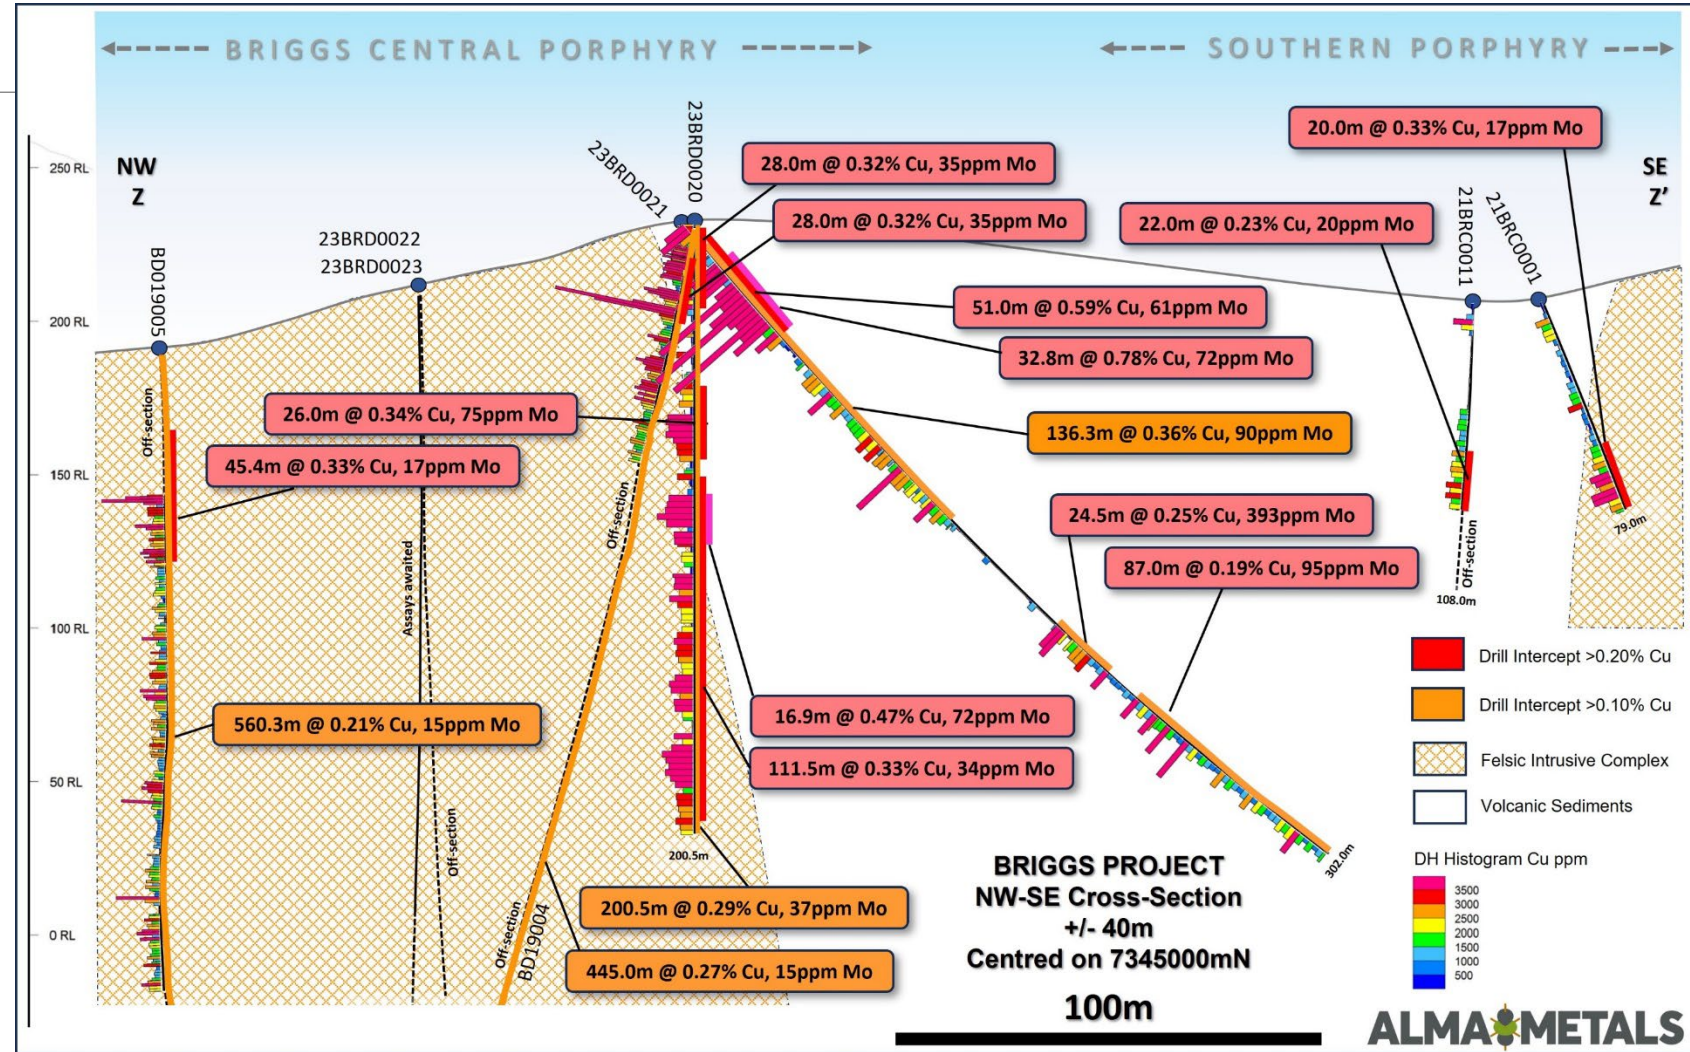 BRIGGS CENTRAL PORPHYRY
SOUTHERN PORPHYRY
250 RL
200 RL
150 RL
100 RL
50 RL
0 RL
NW
Z
SE
Z'
BD019005
23BRD0022
23BRD0023
23BRD0021
23BRD0020
21BRC0011
21BRC0001
28.0m @ 0.32% Cu, 35ppm Mo
28.0m @ 0.32% Cu, 35ppm Mo
20.0m @ 0.33% Cu, 17ppm Mo
22.0m @ 0.23% Cu, 20ppm Mo
51.0m @ 0.59% Cu, 61ppm Mo
32.8m @ 0.78% Cu, 72ppm Mo
26.0m @ 0.34% Cu, 75ppm Mo
136.3m @ 0.36% Cu, 90ppm Mo
45.4m @ 0.33% Cu, 17ppm Mo
24.5m @ 0.25% Cu, 393ppm Mo
87.0m @ 0.19% Cu, 95ppm Mo
560.3m @ 0.21% Cu, 15ppm Mo
16.9m @ 0.47% Cu, 72ppm Mo
111.5m @ 0.33% Cu, 34ppm Mo
200.5m @ 0.29% Cu, 37ppm Mo
445.0m @ 0.27% Cu, 15ppm Mo
Off-section
Assays awaited
Off-section
Off-section
Off-section
BD19004
Off-section
200.5m
302.0m
108.0m
79.0m
Drill Intercept >0.20% Cu
Drill Intercept >0.10% Cu
Felsic Intrusive Complex
Volcanic Sediments
DH Histogram Cu ppm
3500
3000
2500
2000
1500
1000
500
BRIGGS PROJECT
NW-SE Cross-Section
+/- 40m
Centred on 7345000mN
100m
ALMA METALS